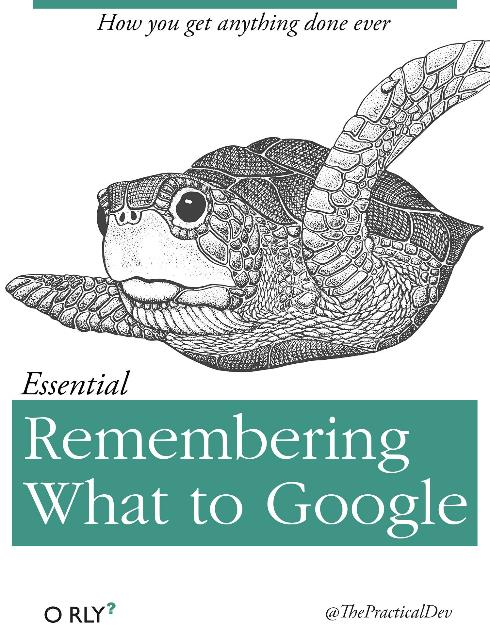 How you get anything done ever
Essential
Remembering
What to Google
O RLY?
@ThePracticalDev